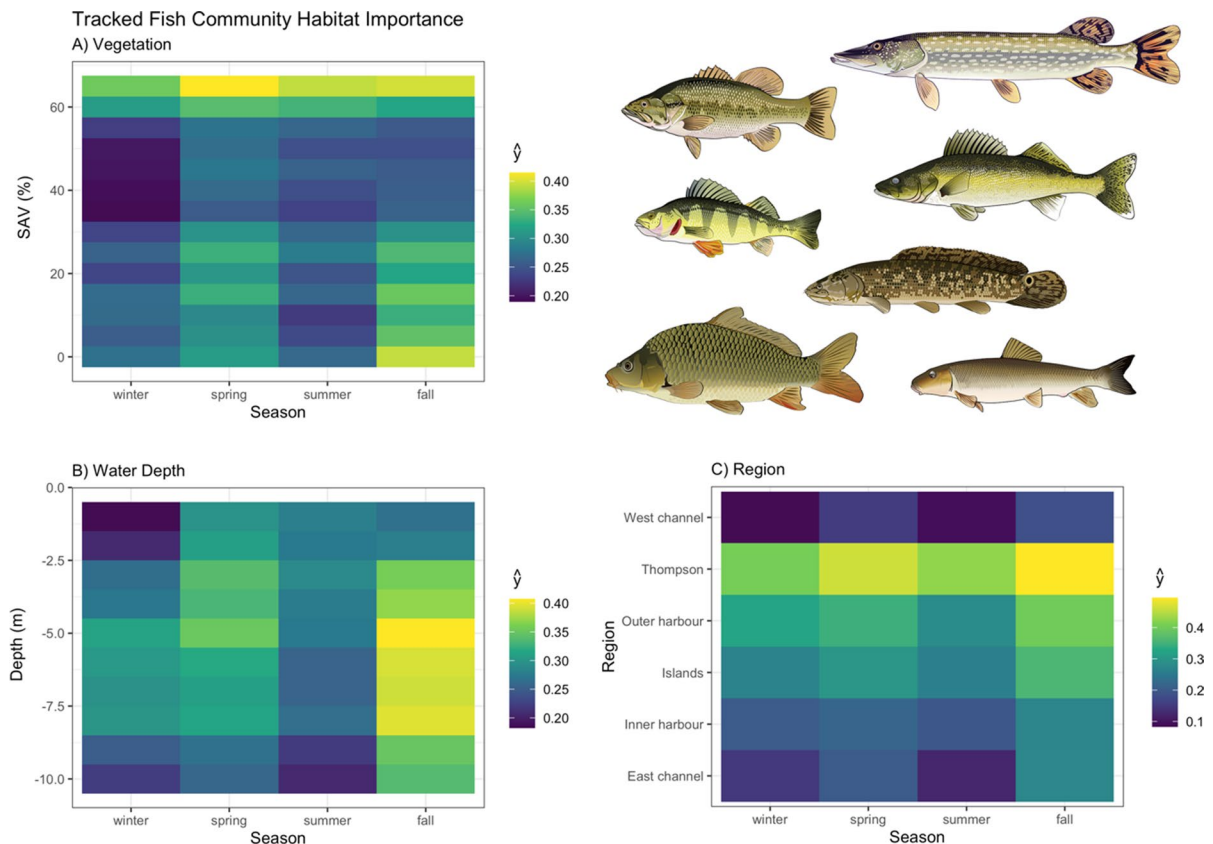 Tracked Fish Community Habitat Importance
A) Vegetation
SAV (%)
60
40
20
0
winter spring summer fall
Season
ŷ
0.40
0.35
0.30
0.25
0.20
B) Water Depth
Depth (m)
0.0
-2.5
-5.0
-7.5
-10.0
winter spring summer fall
Season
ŷ
0.40
0.35
0.30
0.25
0.20
C) Region
Region
West channel
Thompson
Outer harbour
Islands
Inner harbour
East channel
winter spring summer fall
Season
ŷ
0.4
0.3
0.2
0.1